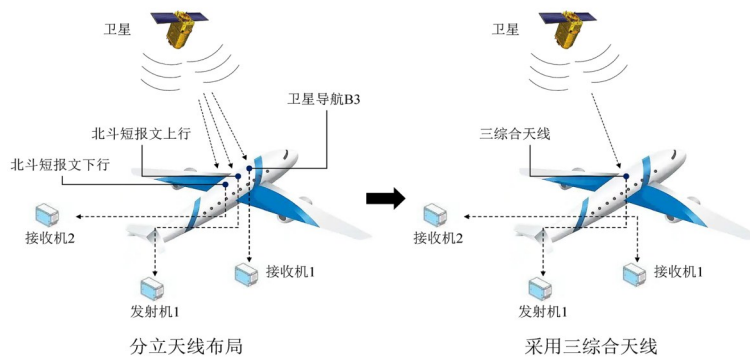 卫星
卫星导航B3
北斗短报文上行
北斗短报文下行
接收机2
接收机1
发射机1
分立天线布局
卫星
三综合天线
接收机2
接收机1
发射机1
采用三综合天线